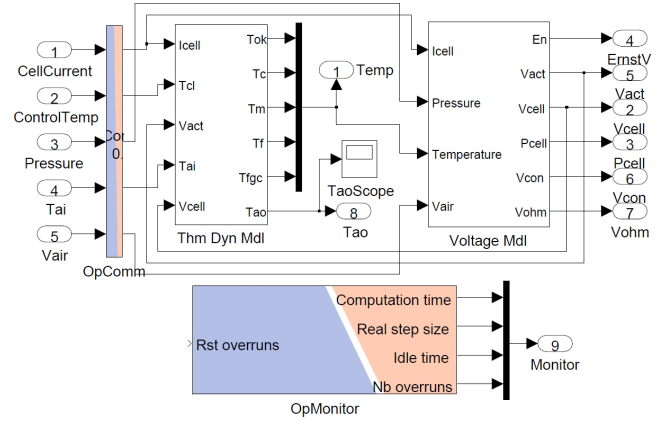 1
CellCurrent
2
ControlTemp
3
Pressure
4
Tai
5
Vair
Cor
0.
OpComm
Icell
Tcl
Vact
Tai
Vcell
Tok
Tc
Tm
Tf
Tfgc
Tao
Thm Dyn Mdl
1
Temp
TaoScope
8
Tao
Icell
Pressure
Temperature
Vair
En
Vact
Vcell
Pcell
Vcon
Vohm
Voltage Mdl
4
ErnstV
5
Vact
2
Vcell
3
Pcell
6
Vcon
7
Vohm
Rst overruns
Computation time
Real step size
Idle time
Nb overruns
OpMonitor
9
Monitor